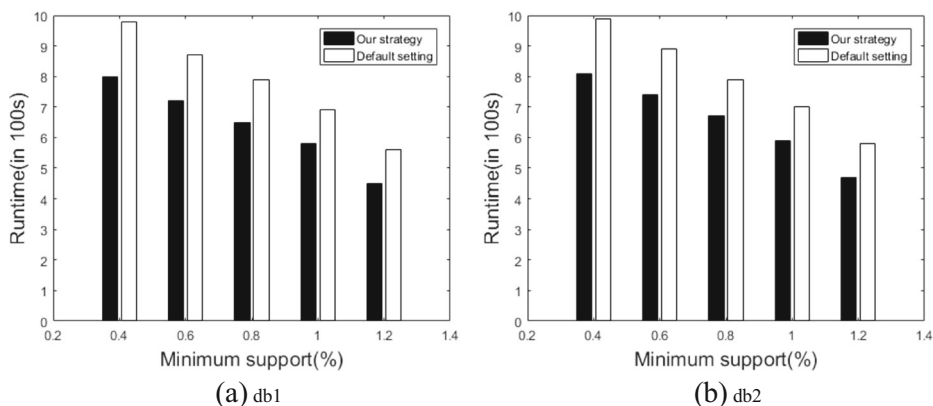 10
9
8
7
6
5
4
3
2
1
0
Runtime(in 100s)
Our strategy
Default setting
0.2 0.4 0.6 0.8 1 1.2 1.4
Minimum support(%)
(a) db1
10
9
8
7
6
5
4
3
2
1
0
Runtime(in 100s)
Our strategy
Default setting
0.2 0.4 0.6 0.8 1 1.2 1.4
Minimum support(%)
(b) db2